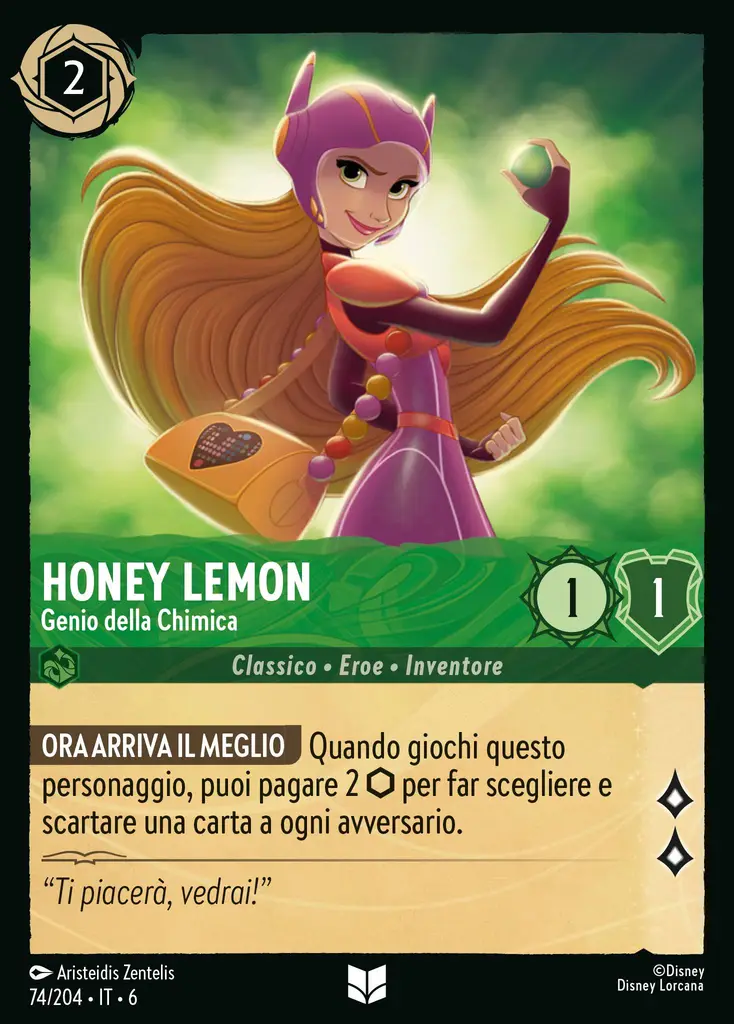 2
HONEY LEMON
Genio della Chimica
1
1
Classico • Eroe • Inventore
ORA ARRIVA IL MEGLIO Quando giochi questo
personaggio, puoi pagare 2 ⬡ per far scegliere e
scartare una carta a ogni avversario.
“Ti piacerà, vedrai!”
Aristeidis Zentelis
74/204 • IT • 6
©Disney
Disney Lorcana